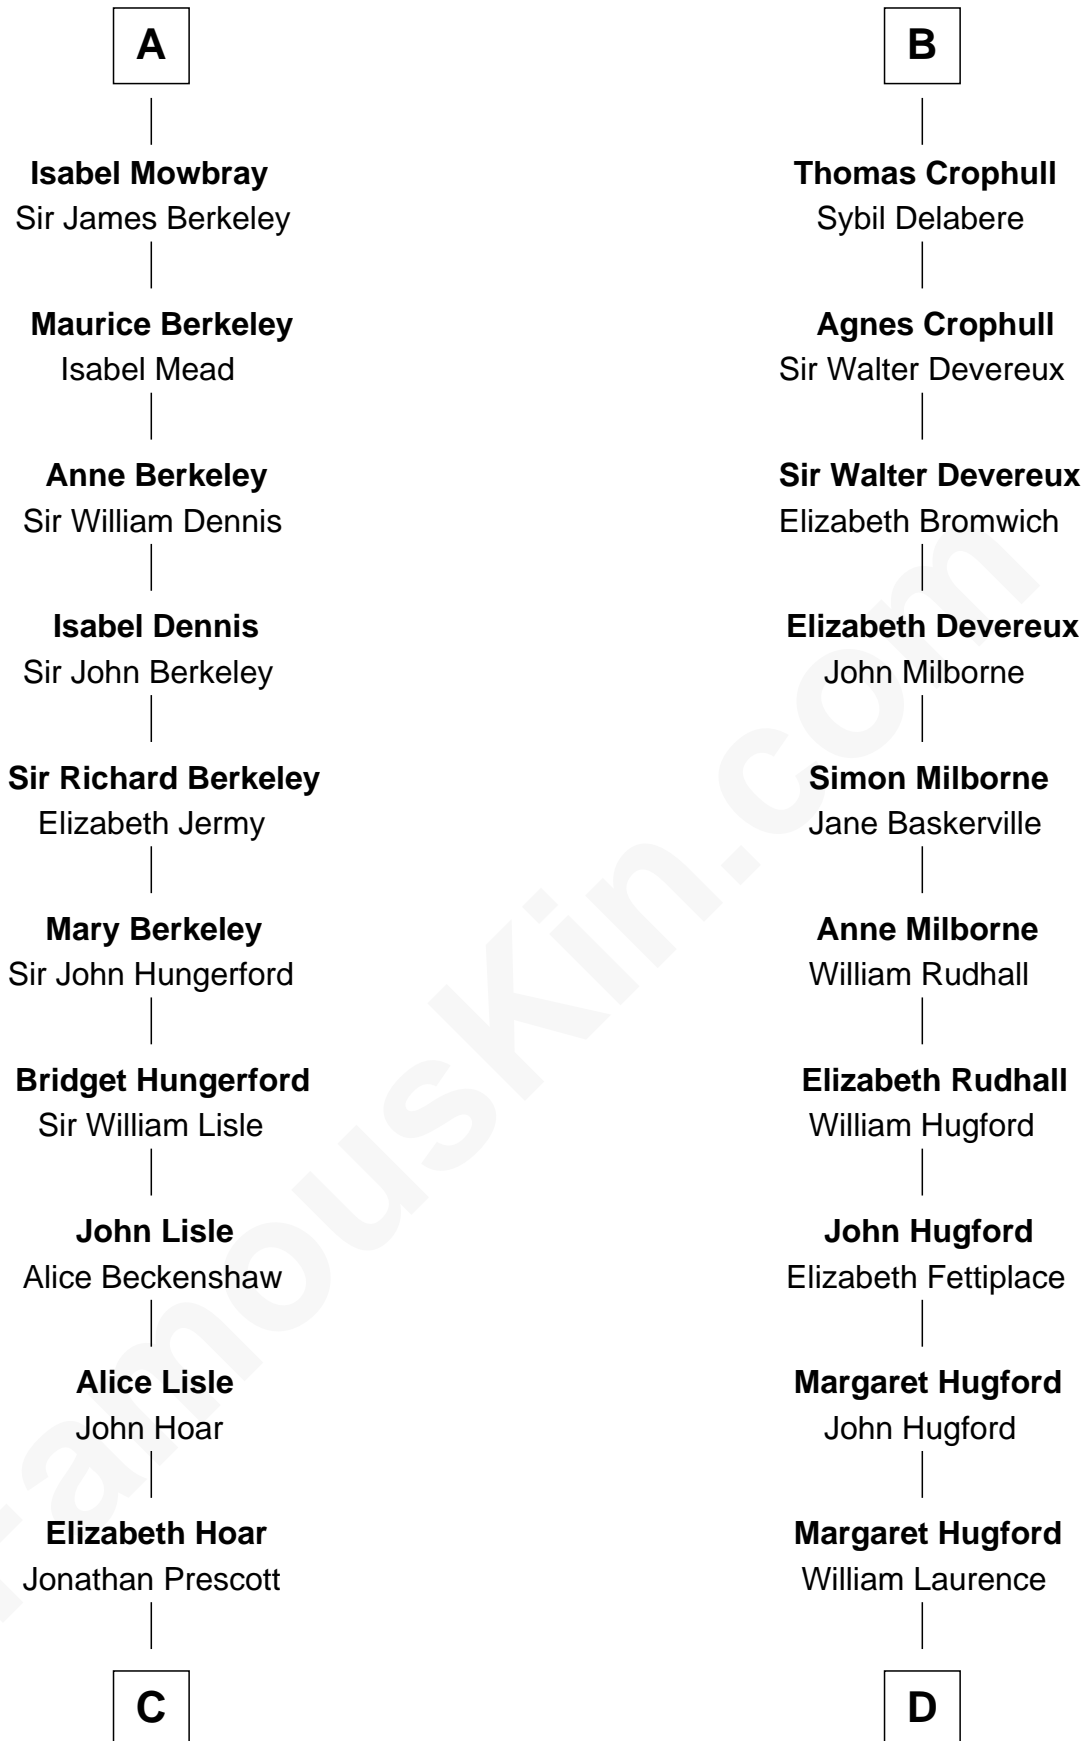 A
Isabel Mowbray
Sir James Berkeley
Maurice Berkeley
Isabel Mead
Anne Berkeley
Sir William Dennis
Isabel Dennis
Sir John Berkeley
Sir Richard Berkeley
Elizabeth Jermy
Mary Berkeley
Sir John Hungerford
Bridget Hungerford
Sir William Lisle
John Lisle
Alice Beckenshaw
Alice Lisle
John Hoar
Elizabeth Hoar
Jonathan Prescott
C
B
Thomas Crophull
Sybil Delabere
Agnes Crophull
Sir Walter Devereux
Sir Walter Devereux
Elizabeth Bromwich
Elizabeth Devereux
John Milborne
Simon Milborne
Jane Baskerville
Anne Milborne
William Rudhall
Elizabeth Rudhall
William Hugford
John Hugford
Elizabeth Fettiplace
Margaret Hugford
John Hugford
Margaret Hugford
William Laurence
D
FamousKin.com